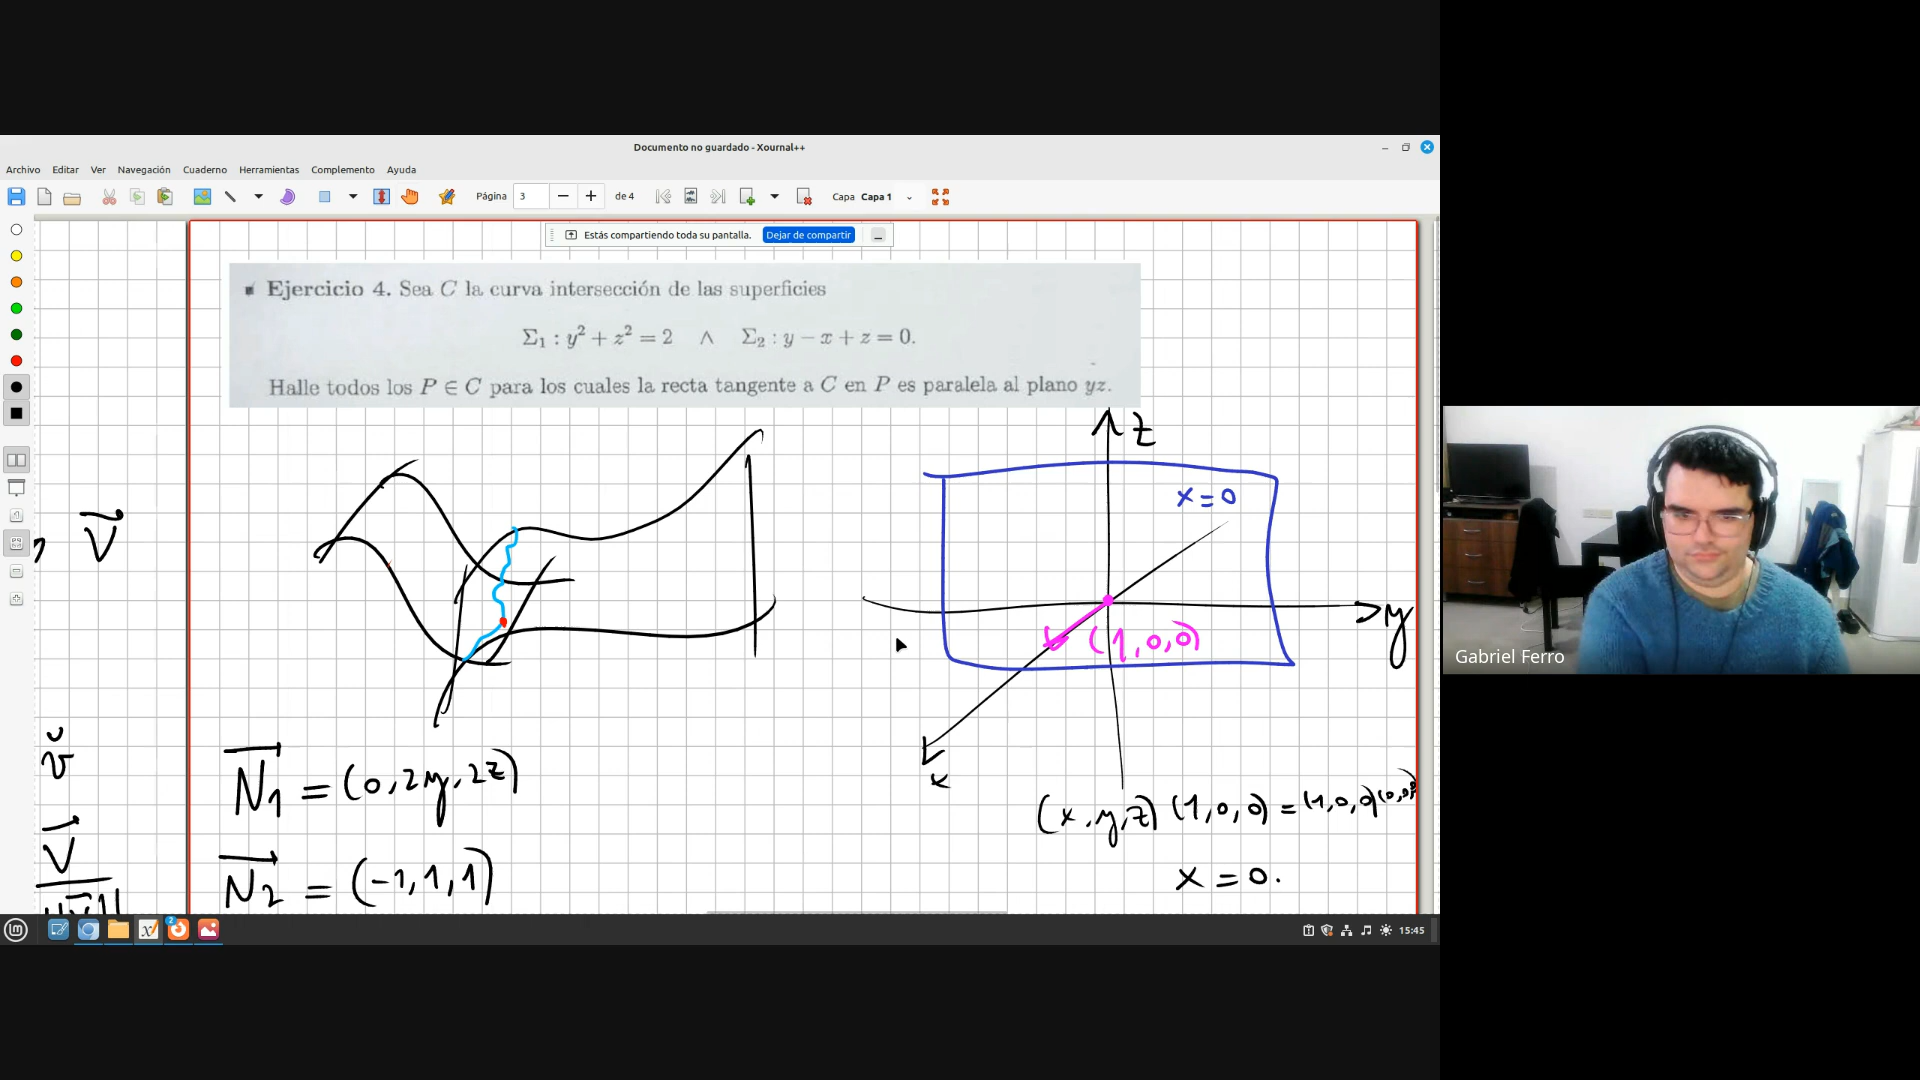 Documento no guardado - Xournal++
Archivo Editar Ver Navegación Cuaderno Herramientas Complemento Ayuda
Página 3 de 4 Capa Capa 1
Estás compartiendo toda su pantalla. Dejar de compartir
Ejercicio 4. Sea C la curva intersección de las superficies
Σ₁ : y² + z² = 2 ∧ Σ₂ : y − x + z = 0.
Halle todos los P ∈ C para los cuales la recta tangente a C en P es paralela al plano yz.
z
x=0
V
y
(1,0,0)
Gabriel Ferro
v
x
N1 = (0,2y,2z)
(x,y,z)(1,0,0) = (1,0,0)(0,0,0)
V
N2 = (-1,1,1)
x = 0.
2
15:45